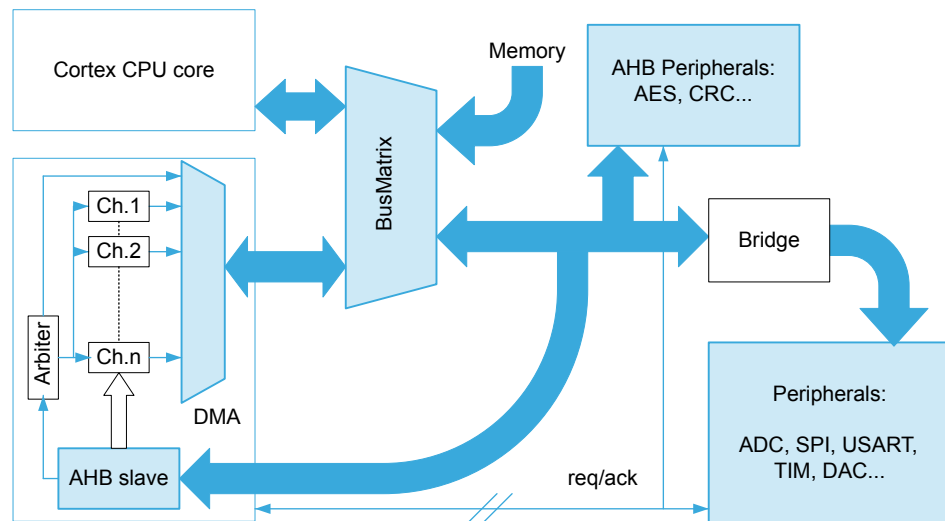 Cortex CPU core
Memory
AHB Peripherals:
AES, CRC...
BusMatrix
Ch.1
Ch.2
Ch.n
Arbiter
DMA
AHB slave
Bridge
Peripherals:
ADC, SPI, USART,
TIM, DAC...
req/ack